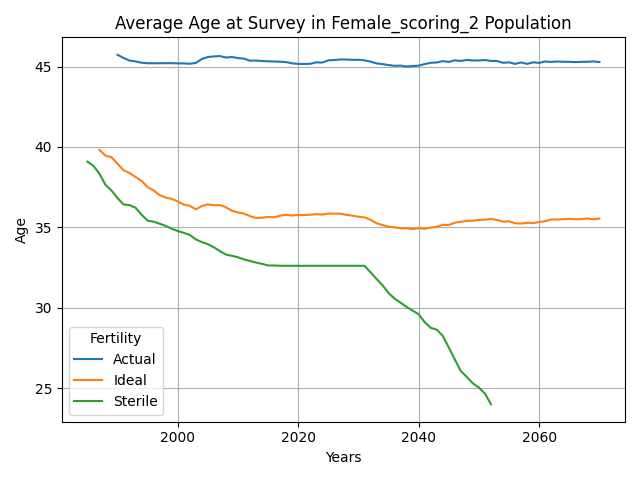 Average Age at Survey in Female_scoring_2 Population
Age
45
40
35
30
25
Fertility
Actual
Ideal
Sterile
2000 2020 2040 2060
Years